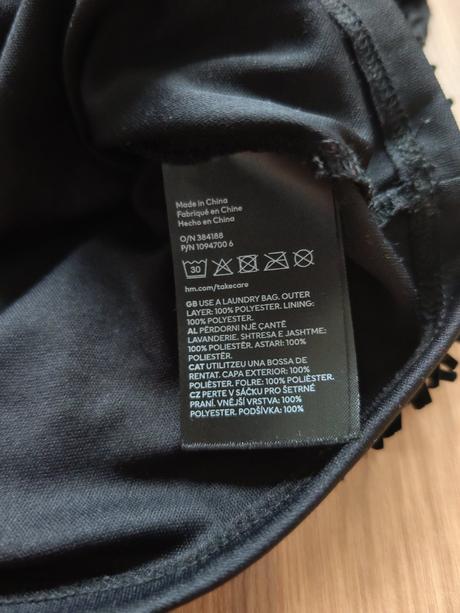 Made in China
Fabriqué en Chine
Hecho en China
O/N 384188
P/N 1094700 6
30
hm.com/takecare
GB USE A LAUNDRY BAG. OUTER
LAYER: 100% POLYESTER. LINING:
100% POLYESTER.
AL PËRDORNI NJË ÇANTË
LAVANDERIE. SHTRESA E JASHTME:
100% POLIESTËR. ASTARI: 100%
POLIESTËR.
CAT UTILITZEU UNA BOSSA DE
RENTAT. CAPA EXTERIOR: 100%
POLIÈSTER. FOLRE: 100% POLIÈSTER.
CZ PERTE V SÁČKU PRO ŠETRNÉ
PRANÍ. VNĚJŠÍ VRSTVA: 100%
POLYESTER. PODŠÍVKA: 100%